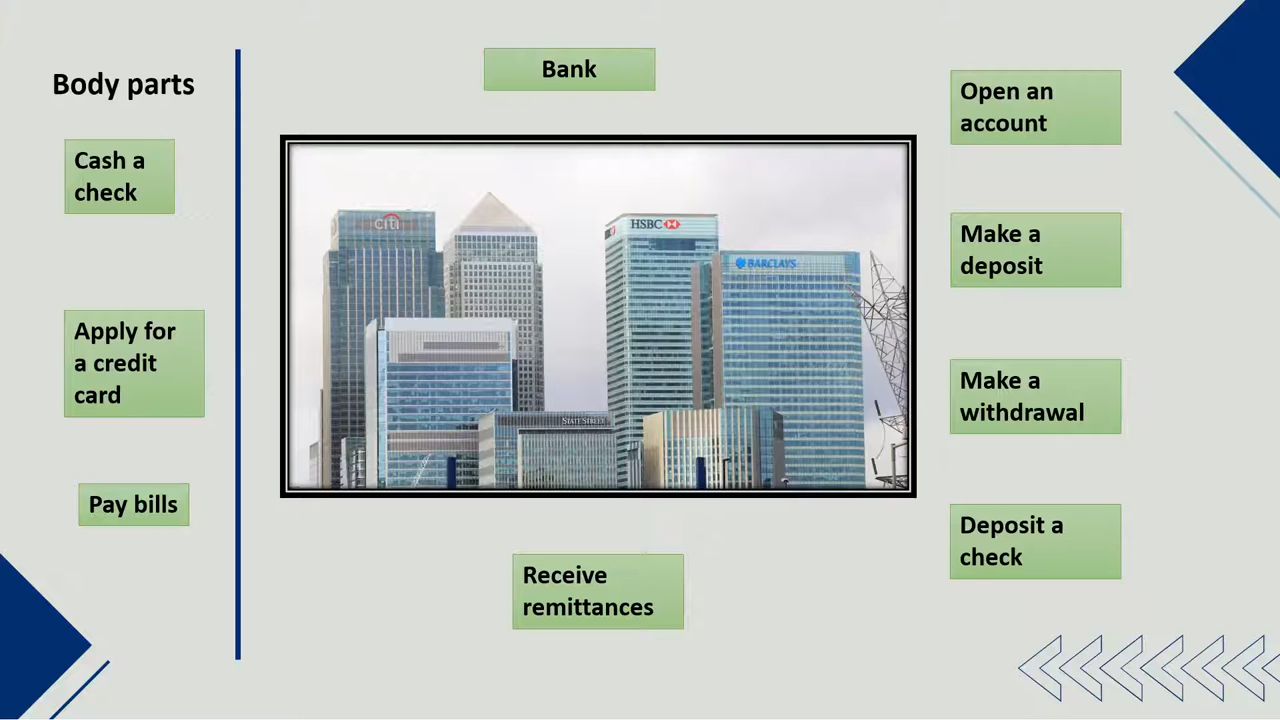 Body parts
Cash a
check
Apply for
a credit
card
Pay bills
Bank
citi
HSBC
BARCLAYS
STATE STREET
Receive
remittances
Open an
account
Make a
deposit
Make a
withdrawal
Deposit a
check